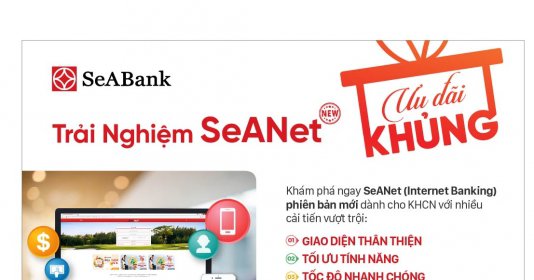 SeABank
Trải Nghiệm SeANet
NEW
Ưu đãi
KHỦNG
Khám phá ngay SeANet (Internet Banking)
phiên bản mới dành cho KHCN với nhiều
cải tiến vượt trội:
01 GIAO DIỆN THÂN THIỆN
02 TỐI ƯU TÍNH NĂNG
03 TỐC ĐỘ NHANH CHÓNG